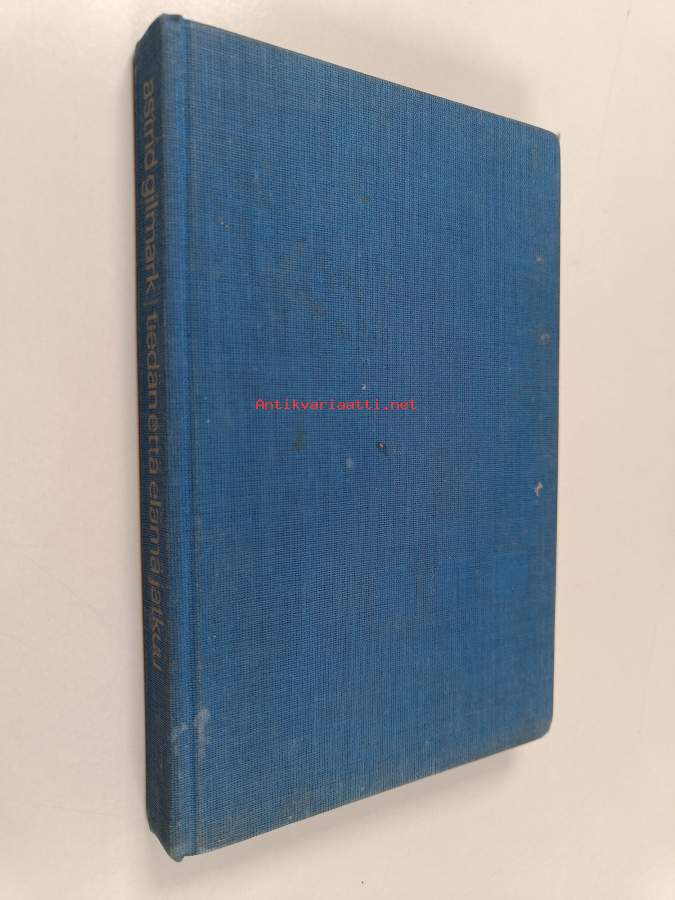 astrid gilmark | tiedän että elämä jatkuu
Antikvariaatti.net